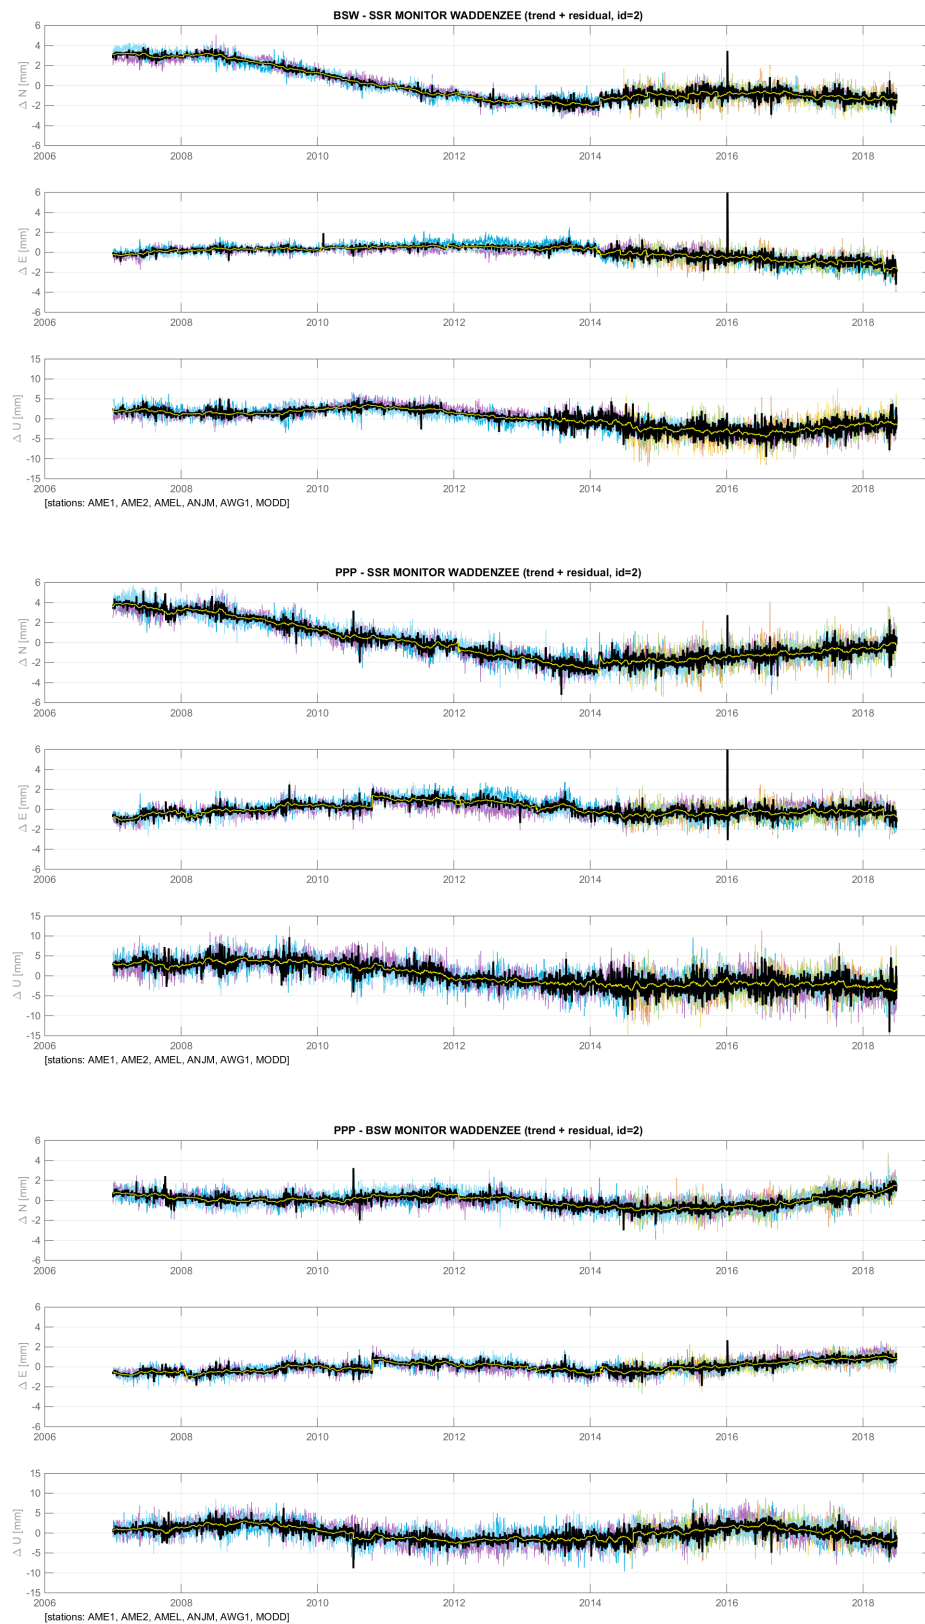 BSW - SSR MONITOR WADDENZEE (trend + residual, id=2)
6
4
2
0
-2
-4
-6
Δ N [mm]
2006 2008 2010 2012 2014 2016 2018
6
4
2
0
-2
-4
-6
Δ E [mm]
2006 2008 2010 2012 2014 2016 2018
15
10
5
0
-5
-10
-15
Δ U [mm]
2006 2008 2010 2012 2014 2016 2018
[stations: AME1, AME2, AMEL, ANJM, AWG1, MODD]
PPP - SSR MONITOR WADDENZEE (trend + residual, id=2)
6
4
2
0
-2
-4
-6
Δ N [mm]
2006 2008 2010 2012 2014 2016 2018
6
4
2
0
-2
-4
-6
Δ E [mm]
2006 2008 2010 2012 2014 2016 2018
15
10
5
0
-5
-10
-15
Δ U [mm]
2006 2008 2010 2012 2014 2016 2018
[stations: AME1, AME2, AMEL, ANJM, AWG1, MODD]
PPP - BSW MONITOR WADDENZEE (trend + residual, id=2)
6
4
2
0
-2
-4
-6
Δ N [mm]
2006 2008 2010 2012 2014 2016 2018
6
4
2
0
-2
-4
-6
Δ E [mm]
2006 2008 2010 2012 2014 2016 2018
15
10
5
0
-5
-10
-15
Δ U [mm]
2006 2008 2010 2012 2014 2016 2018
[stations: AME1, AME2, AMEL, ANJM, AWG1, MODD]